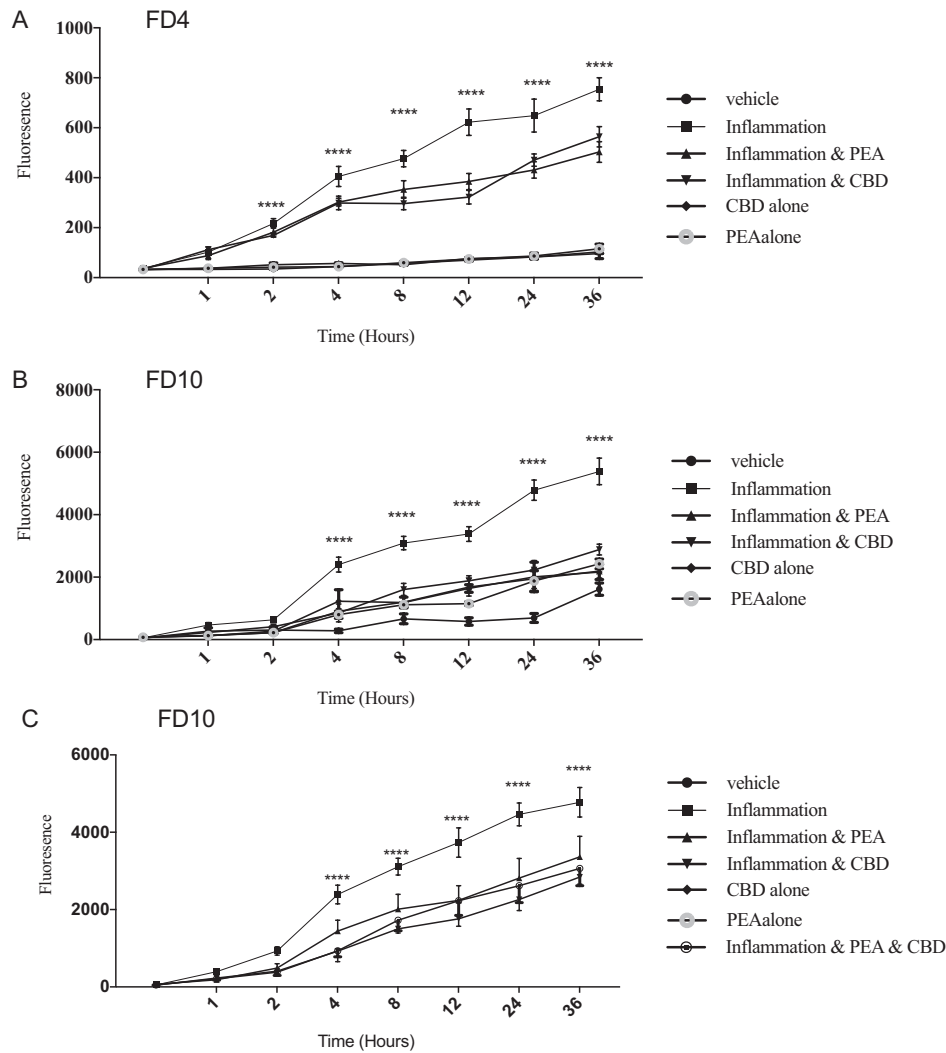 A FD4
1000
800
600
400
200
0
Fluoresence
****
****
****
****
****
****
1
2
4
8
12
24
36
Time (Hours)
vehicle
Inflammation
Inflammation & PEA
Inflammation & CBD
CBD alone
PEAalone
B FD10
8000
6000
4000
2000
0
Fluoresence
****
****
****
****
****
1
2
4
8
12
24
36
Time (Hours)
vehicle
Inflammation
Inflammation & PEA
Inflammation & CBD
CBD alone
PEAalone
C FD10
6000
4000
2000
0
Fluoresence
****
****
****
****
****
1
2
4
8
12
24
36
Time (Hours)
vehicle
Inflammation
Inflammation & PEA
Inflammation & CBD
CBD alone
PEAalone
Inflammation & PEA & CBD